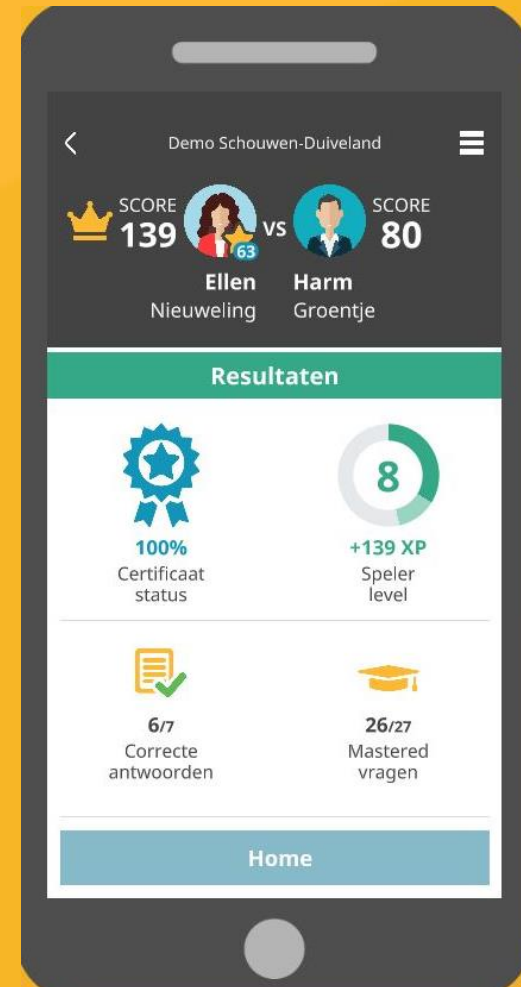 Demo Schouwen-Duiveland
SCORE
139
63
VS
SCORE
80
Ellen
Nieuweling
Harm
Groentje
Resultaten
100%
Certificaat
status
8
+139 XP
Speler
level
6/7
Correcte
antwoorden
26/27
Mastered
vragen
Home